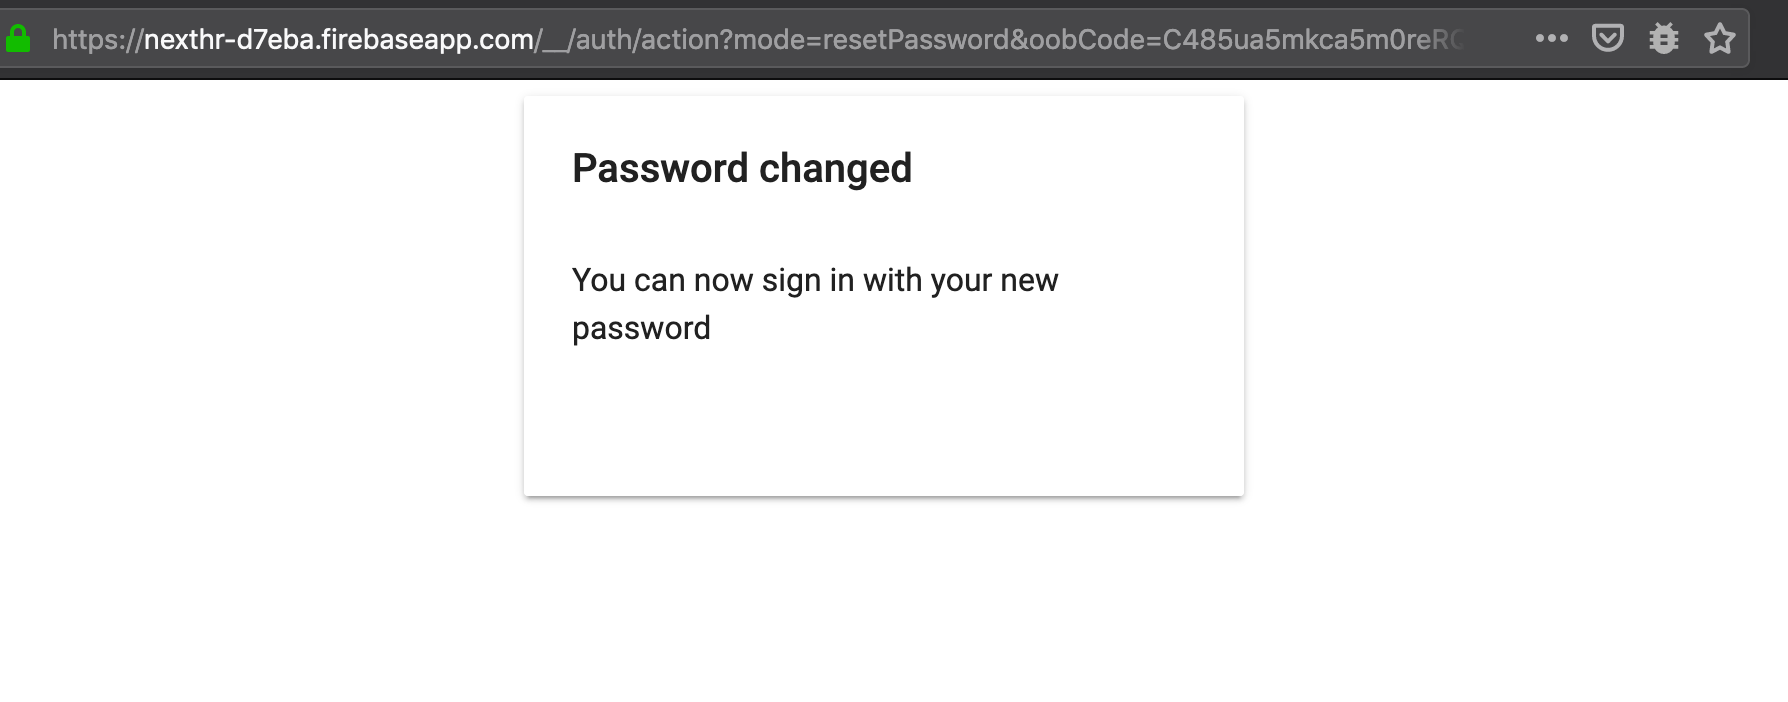 https://nexthr-d7eba.firebaseapp.com/__/auth/action?mode=resetPassword&oobCode=C485ua5mkca5m0reR
Password changed
You can now sign in with your new
password